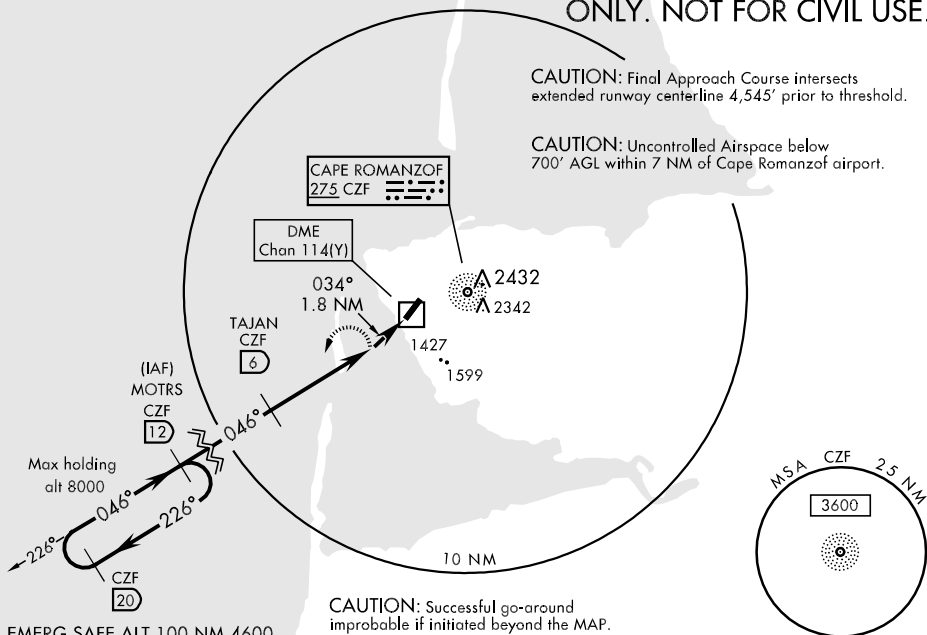 ONLY. NOT FOR CIVIL USE.
CAUTION: Final Approach Course intersects
extended runway centerline 4,545' prior to threshold.
CAUTION: Uncontrolled Airspace below
700' AGL within 7 NM of Cape Romanzof airport.
CAPE ROMANZOF
275 CZF
DME
Chan 114(Y)
034°
1.8 NM
2432
2342
TAJAN
CZF
6
1427
1599
(IAF)
MOTRS
CZF
12
046°
Max holding
alt 8000
046°
226°
226°
CZF
20
MSA CZF 25 NM
3600
10 NM
CAUTION: Successful go-around
improbable if initiated beyond the MAP.
EMERG SAFE ALT 100 NM 4600